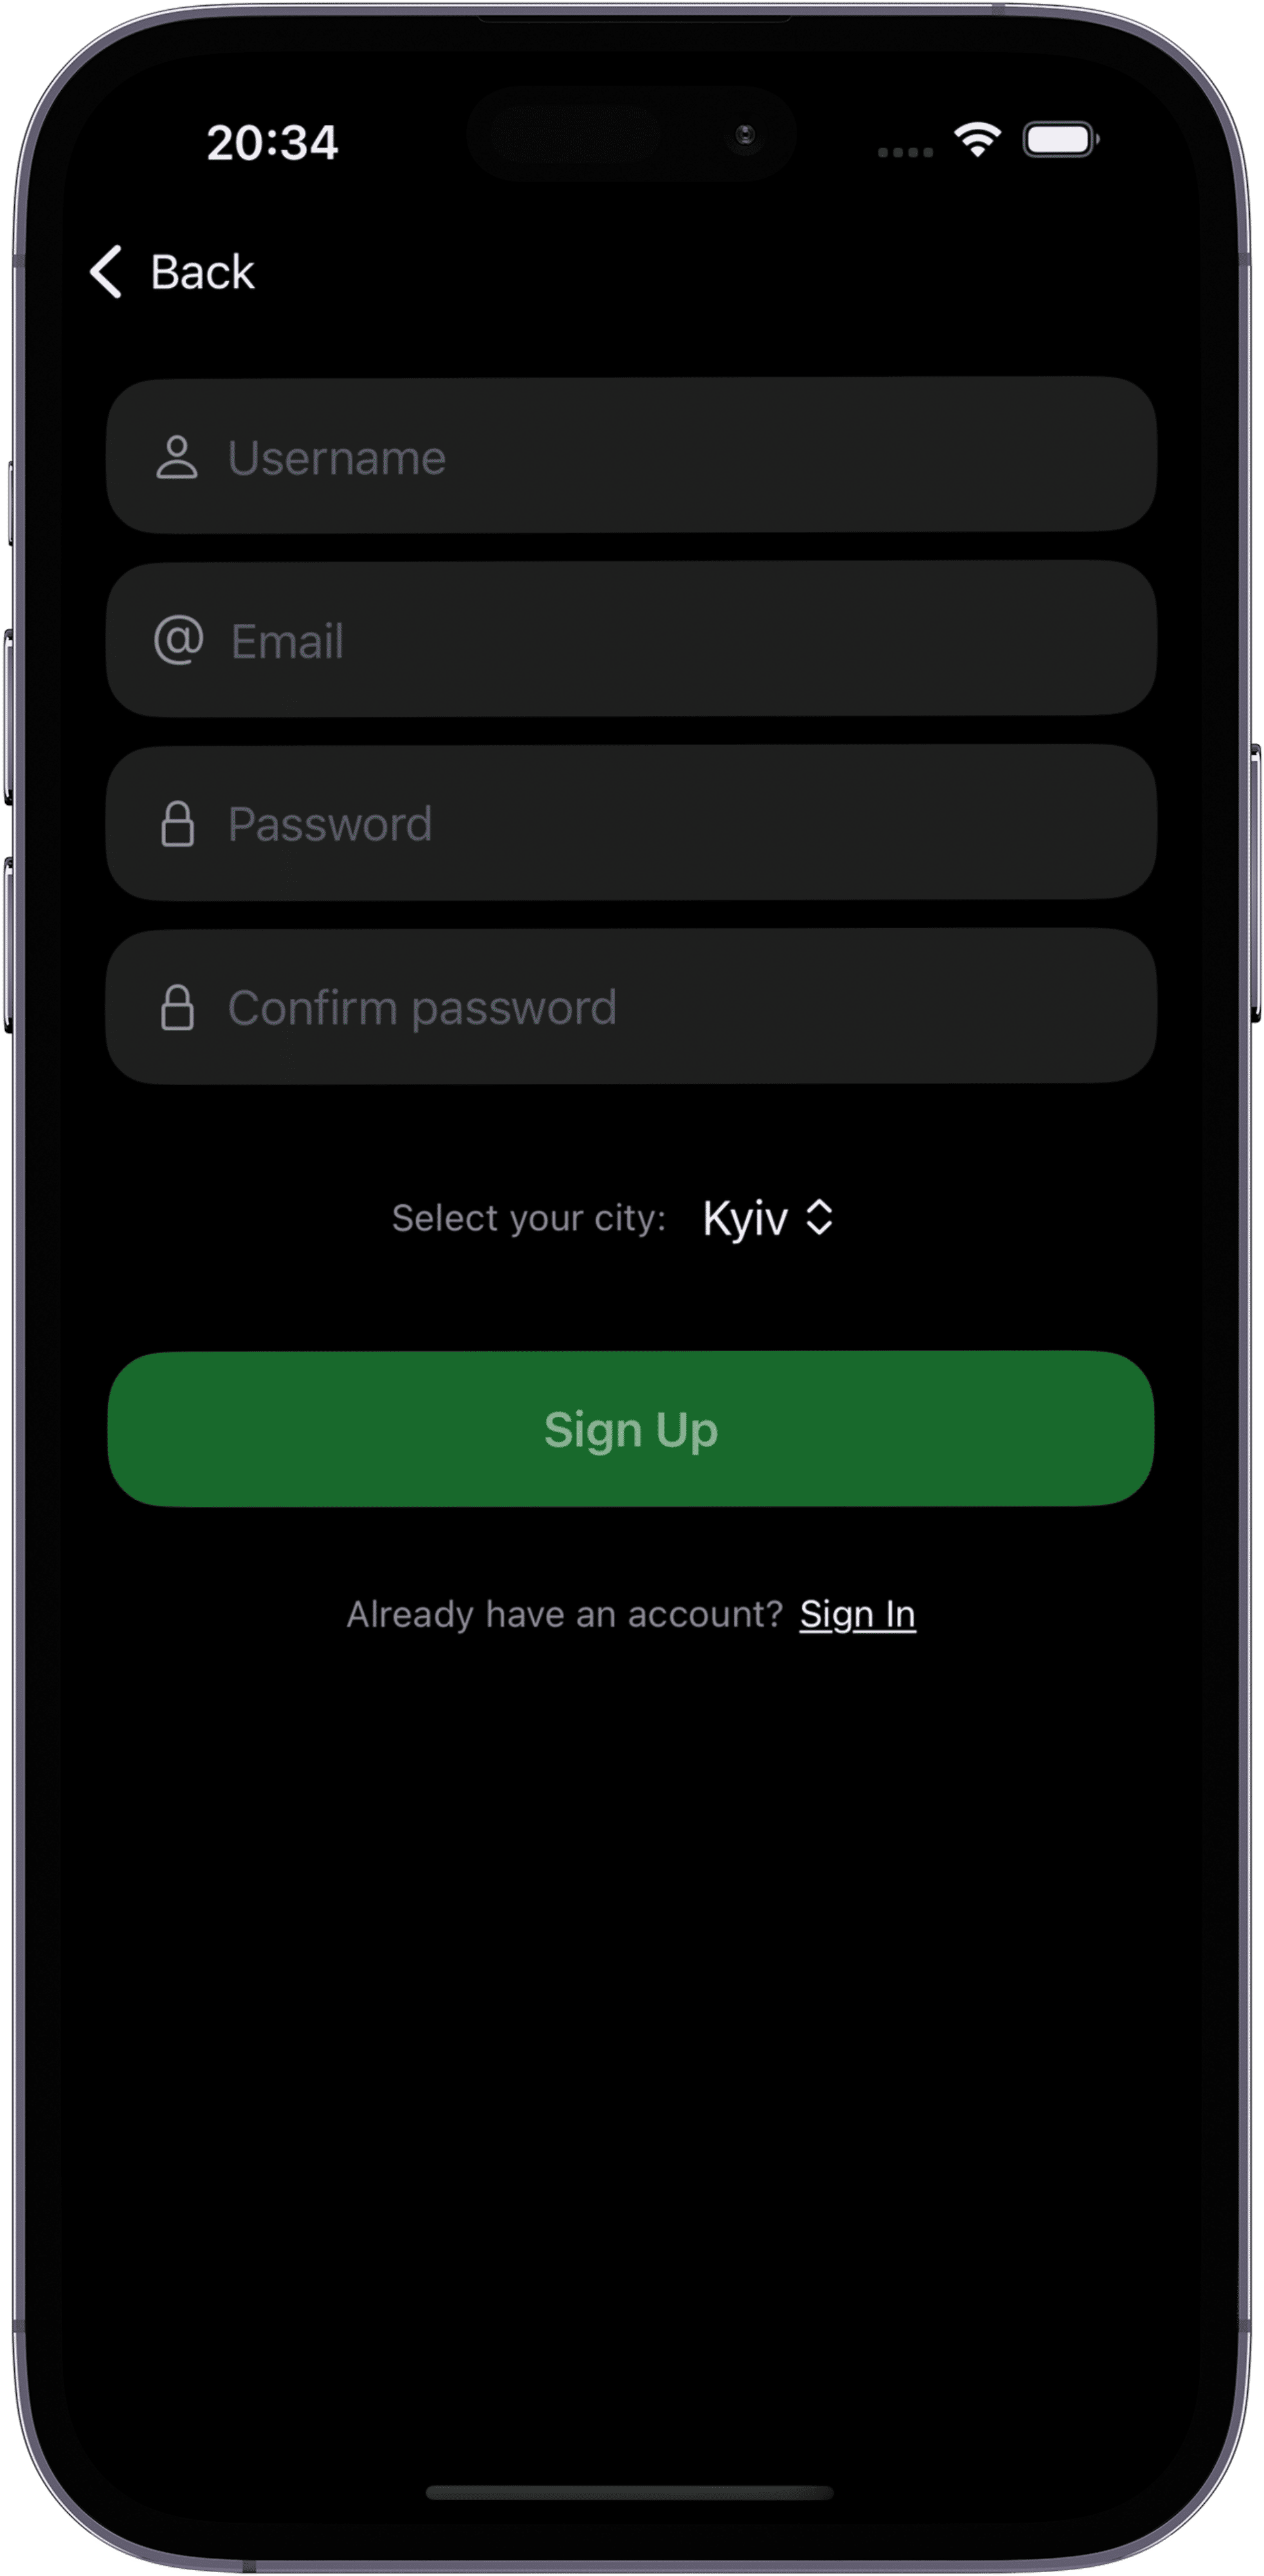 20:34
Back
Username
@ Email
Password
Confirm password
Select your city: Kyiv
Sign Up
Already have an account? Sign In